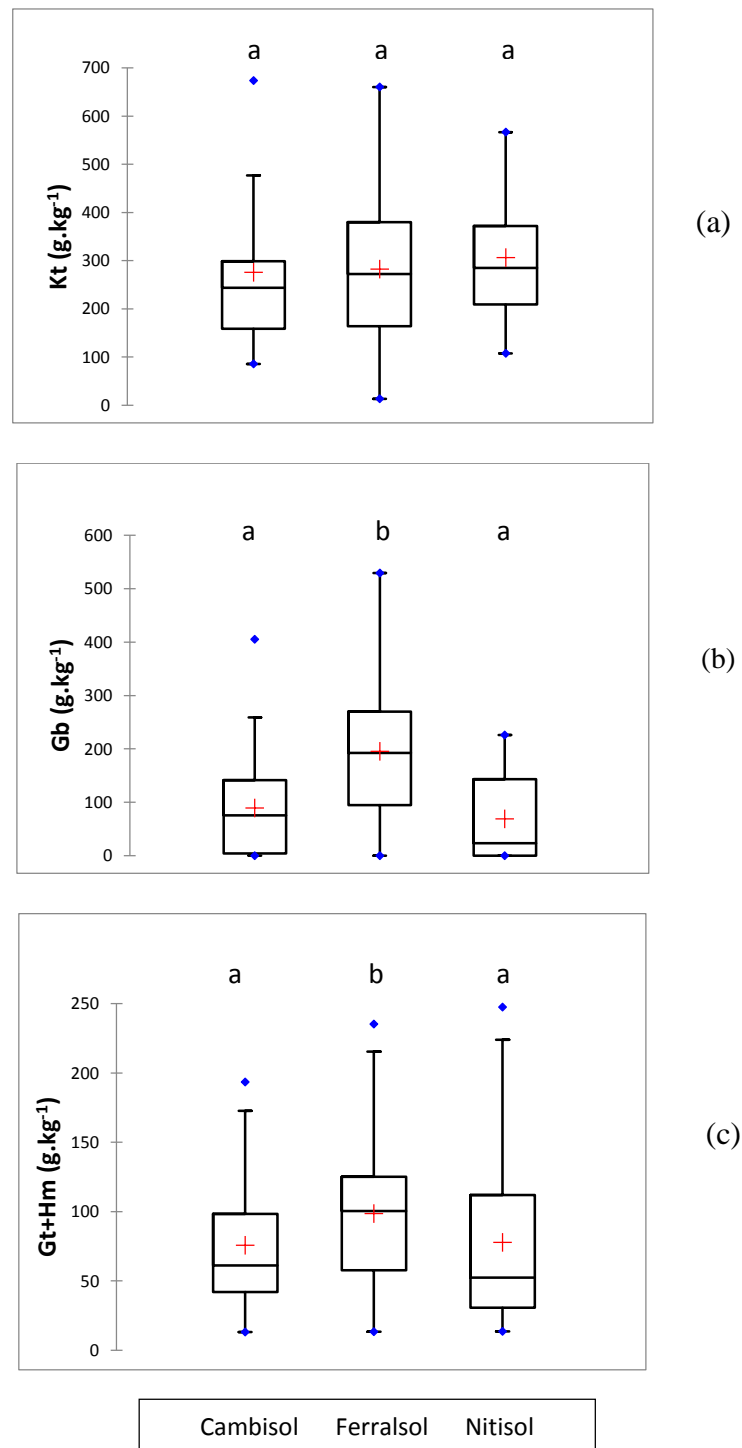 a a a
700
600
500
400
300
200
100
0
Kt (g.kg-1)
(a)
a b a
600
500
400
300
200
100
0
Gb (g.kg-1)
(b)
a b a
250
200
150
100
50
0
Gt+Hm (g.kg-1)
(c)
Cambisol Ferralsol Nitisol